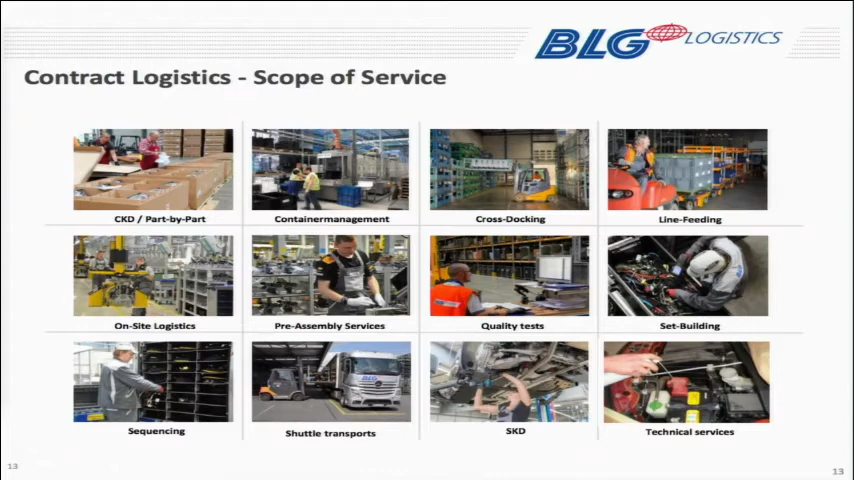 BLG LOGISTICS
Contract Logistics - Scope of Service
CKD / Part-by-Part
Containermanagement
Cross-Docking
Line-Feeding
On-Site Logistics
Pre-Assembly Services
Quality tests
Set-Building
BLG
Sequencing
Shuttle transports
SKD
Technical services
13
13